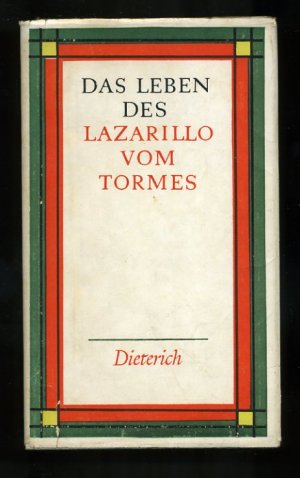 DAS LEBEN
DES
LAZARILLO
VOM
TORMES
Dieterich